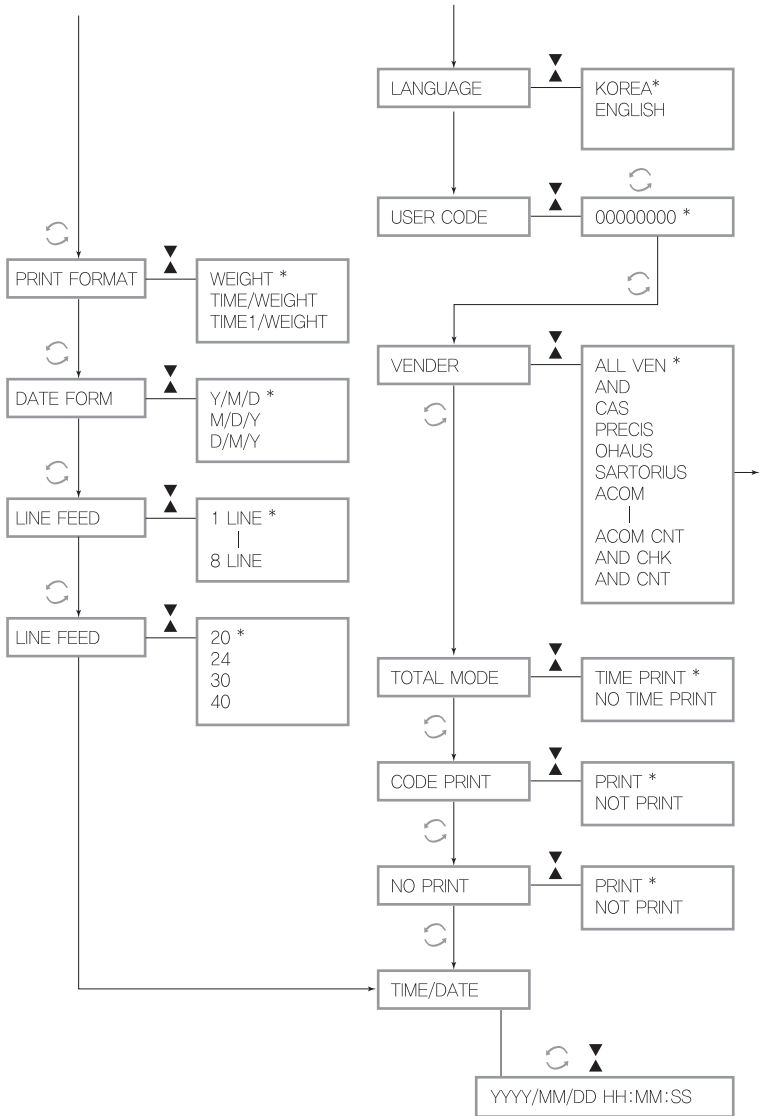 PRINT FORMAT
WEIGHT *
TIME/WEIGHT
TIME1/WEIGHT
DATE FORM
Y/M/D *
M/D/Y
D/M/Y
LINE FEED
1 LINE *
8 LINE
LINE FEED
20 *
24
30
40
LANGUAGE
KOREA*
ENGLISH
USER CODE
00000000 *
VENDER
ALL VEN *
AND
CAS
PRECIS
OHAUS
SARTORIUS
ACOM
ACOM CNT
AND CHK
AND CNT
TOTAL MODE
TIME PRINT *
NO TIME PRINT
CODE PRINT
PRINT *
NOT PRINT
NO PRINT
PRINT *
NOT PRINT
TIME/DATE
YYYY/MM/DD HH:MM:SS